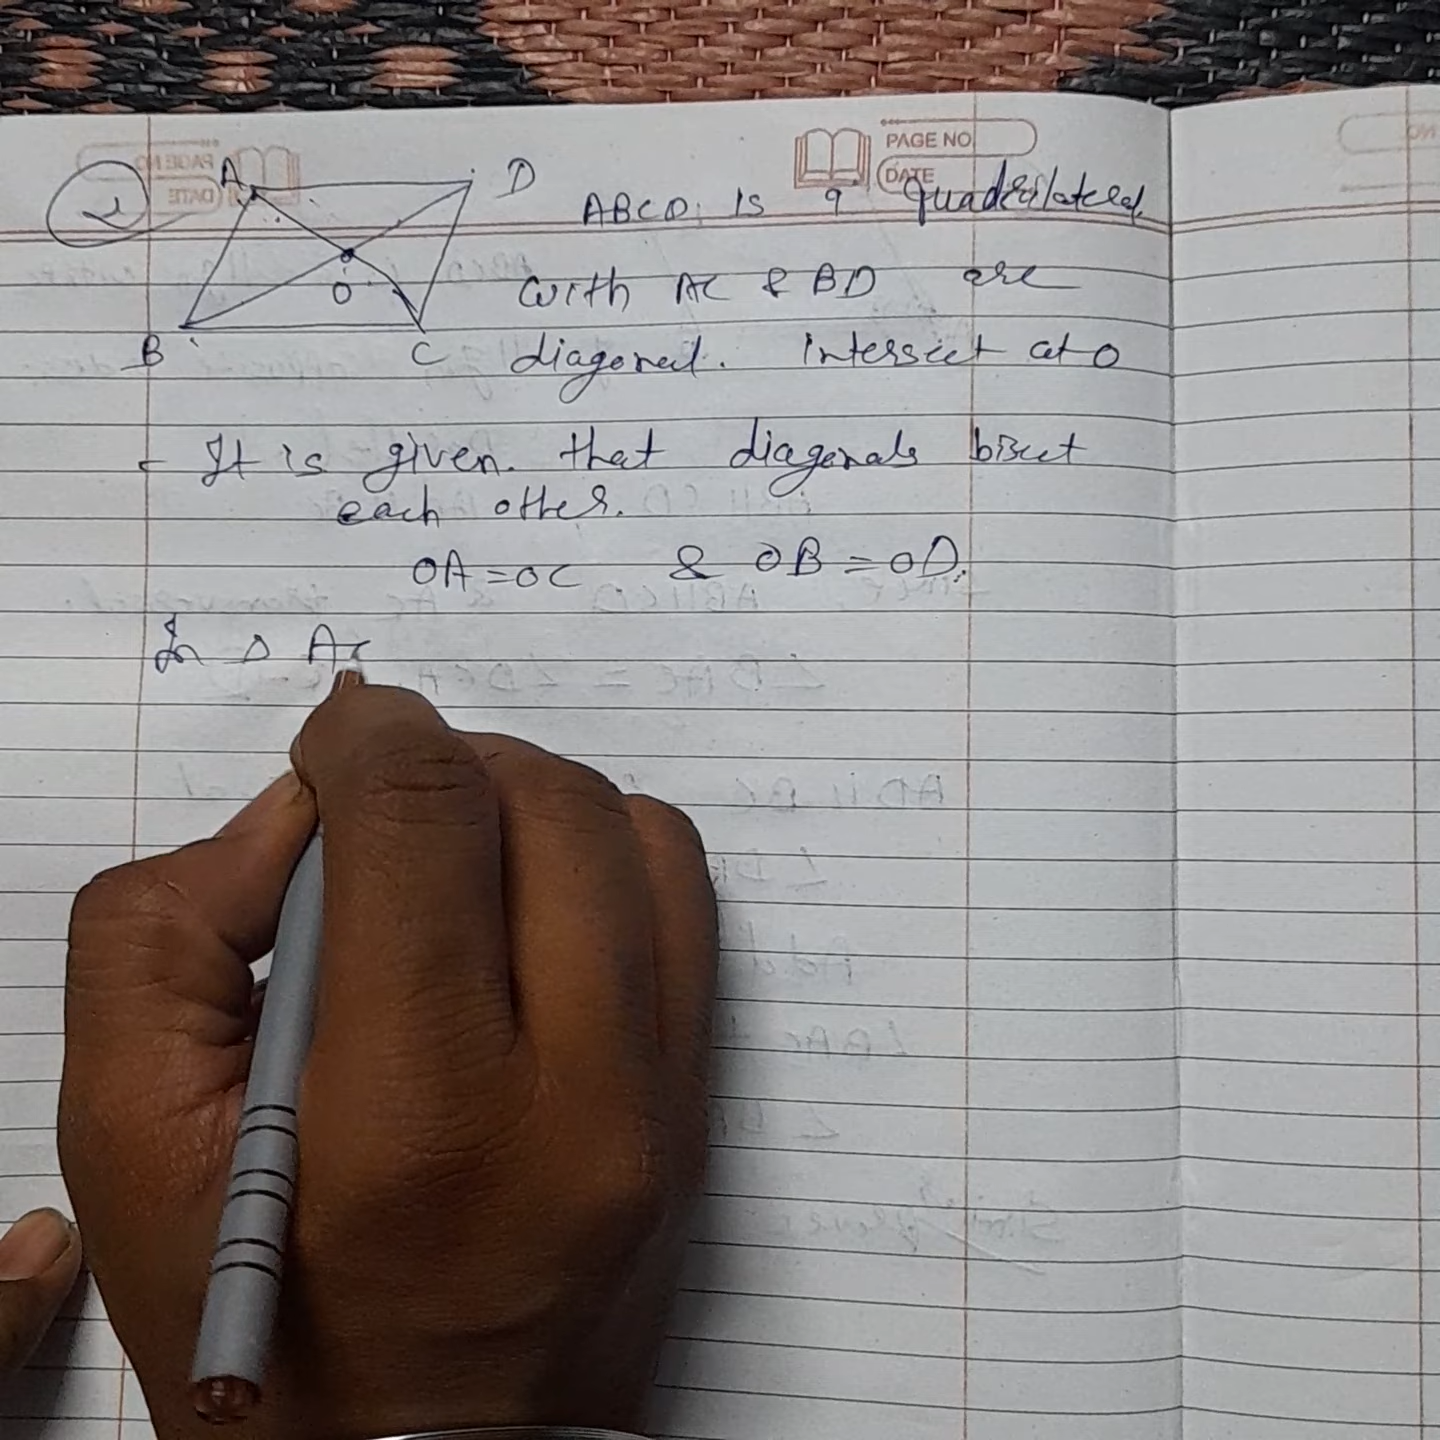 2
A D
PAGE NO
DATE
ABCD is a quadrilateral
O
with AC & BD are
B C
diagonal. intersect at O
- It is given that diagonals bisect
each other.
OA = OC & OB = OD.
In Δ A